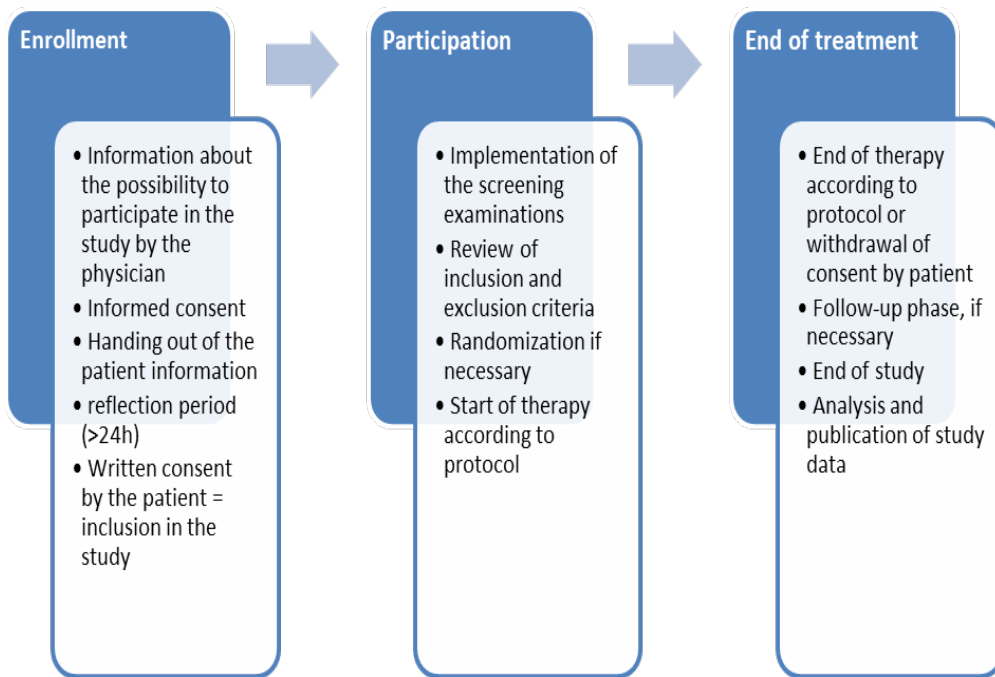 Enrollment
• Information about
the possibility to
participate in the
study by the
physician
• Informed consent
• Handing out of the
patient information
• reflection period
(>24h)
• Written consent
by the patient =
inclusion in the
study
Participation
• Implementation of
the screening
examinations
• Review of
inclusion and
exclusion criteria
• Randomization if
necessary
• Start of therapy
according to
protocol
End of treatment
• End of therapy
according to
protocol or
withdrawal of
consent by patient
• Follow-up phase, if
necessary
• End of study
• Analysis and
publication of study
data